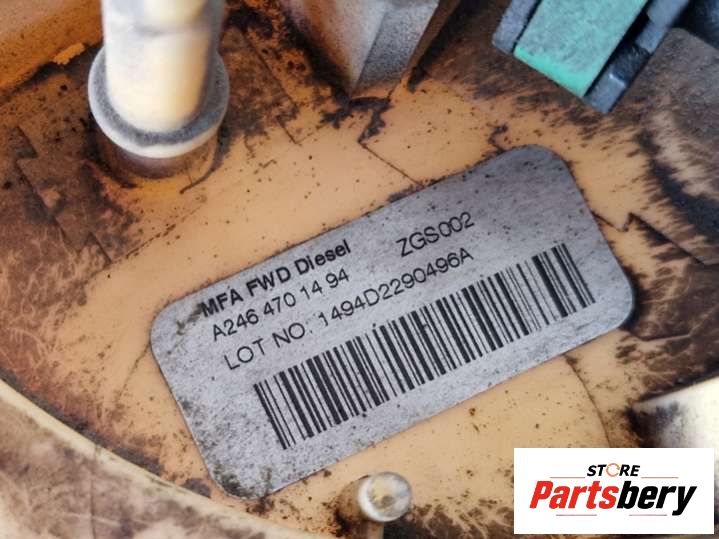 MFA FWD Diesel
A246 470 14 94 ZGS002
LOT NO: 1494D2290496A
STORE
Partsbery